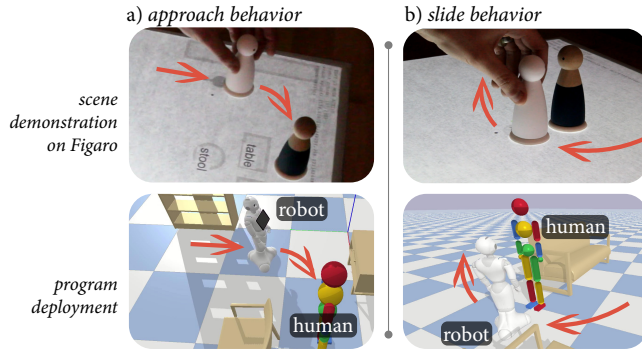 a) approach behavior
b) slide behavior
scene
demonstration
on Figaro
stool
table
program
deployment
robot
human
human
robot